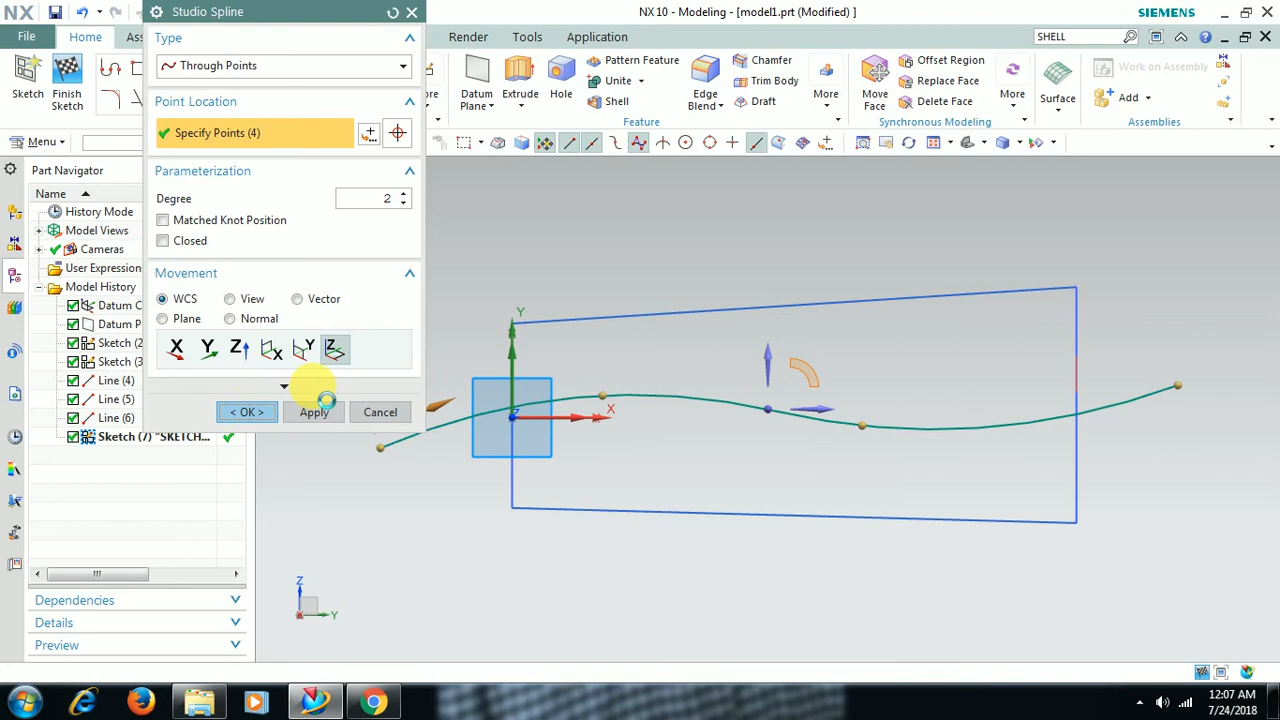 NX
Studio Spline
NX 10 - Modeling - [model1.prt (Modified) ]
SIEMENS
File
Home
Ass
Render
Tools
Application
SHELL
Type
Through Points
Sketch
Finish
Sketch
Datum
Plane
Extrude
Hole
Pattern Feature
Unite
Shell
Edge
Blend
Chamfer
Trim Body
Draft
More
Move
Face
Offset Region
Replace Face
Delete Face
More
Surface
Work on Assembly
Add
Feature
Synchronous Modeling
Assemblies
Point Location
Specify Points (4)
Menu
Part Navigator
Name
History Mode
Model Views
Cameras
User Expression
Model History
Datum C
Datum P
Sketch (2
Sketch (3
Line (4)
Line (5)
Line (6)
Sketch (7) "SKETCH...
Parameterization
Degree
2
Matched Knot Position
Closed
Movement
WCS
View
Vector
Plane
Normal
X
Y
Z
X
Y
Z
< OK >
Apply
Cancel
Y
X
Z
Z
Y
Dependencies
Details
Preview
12:07 AM
7/24/2018